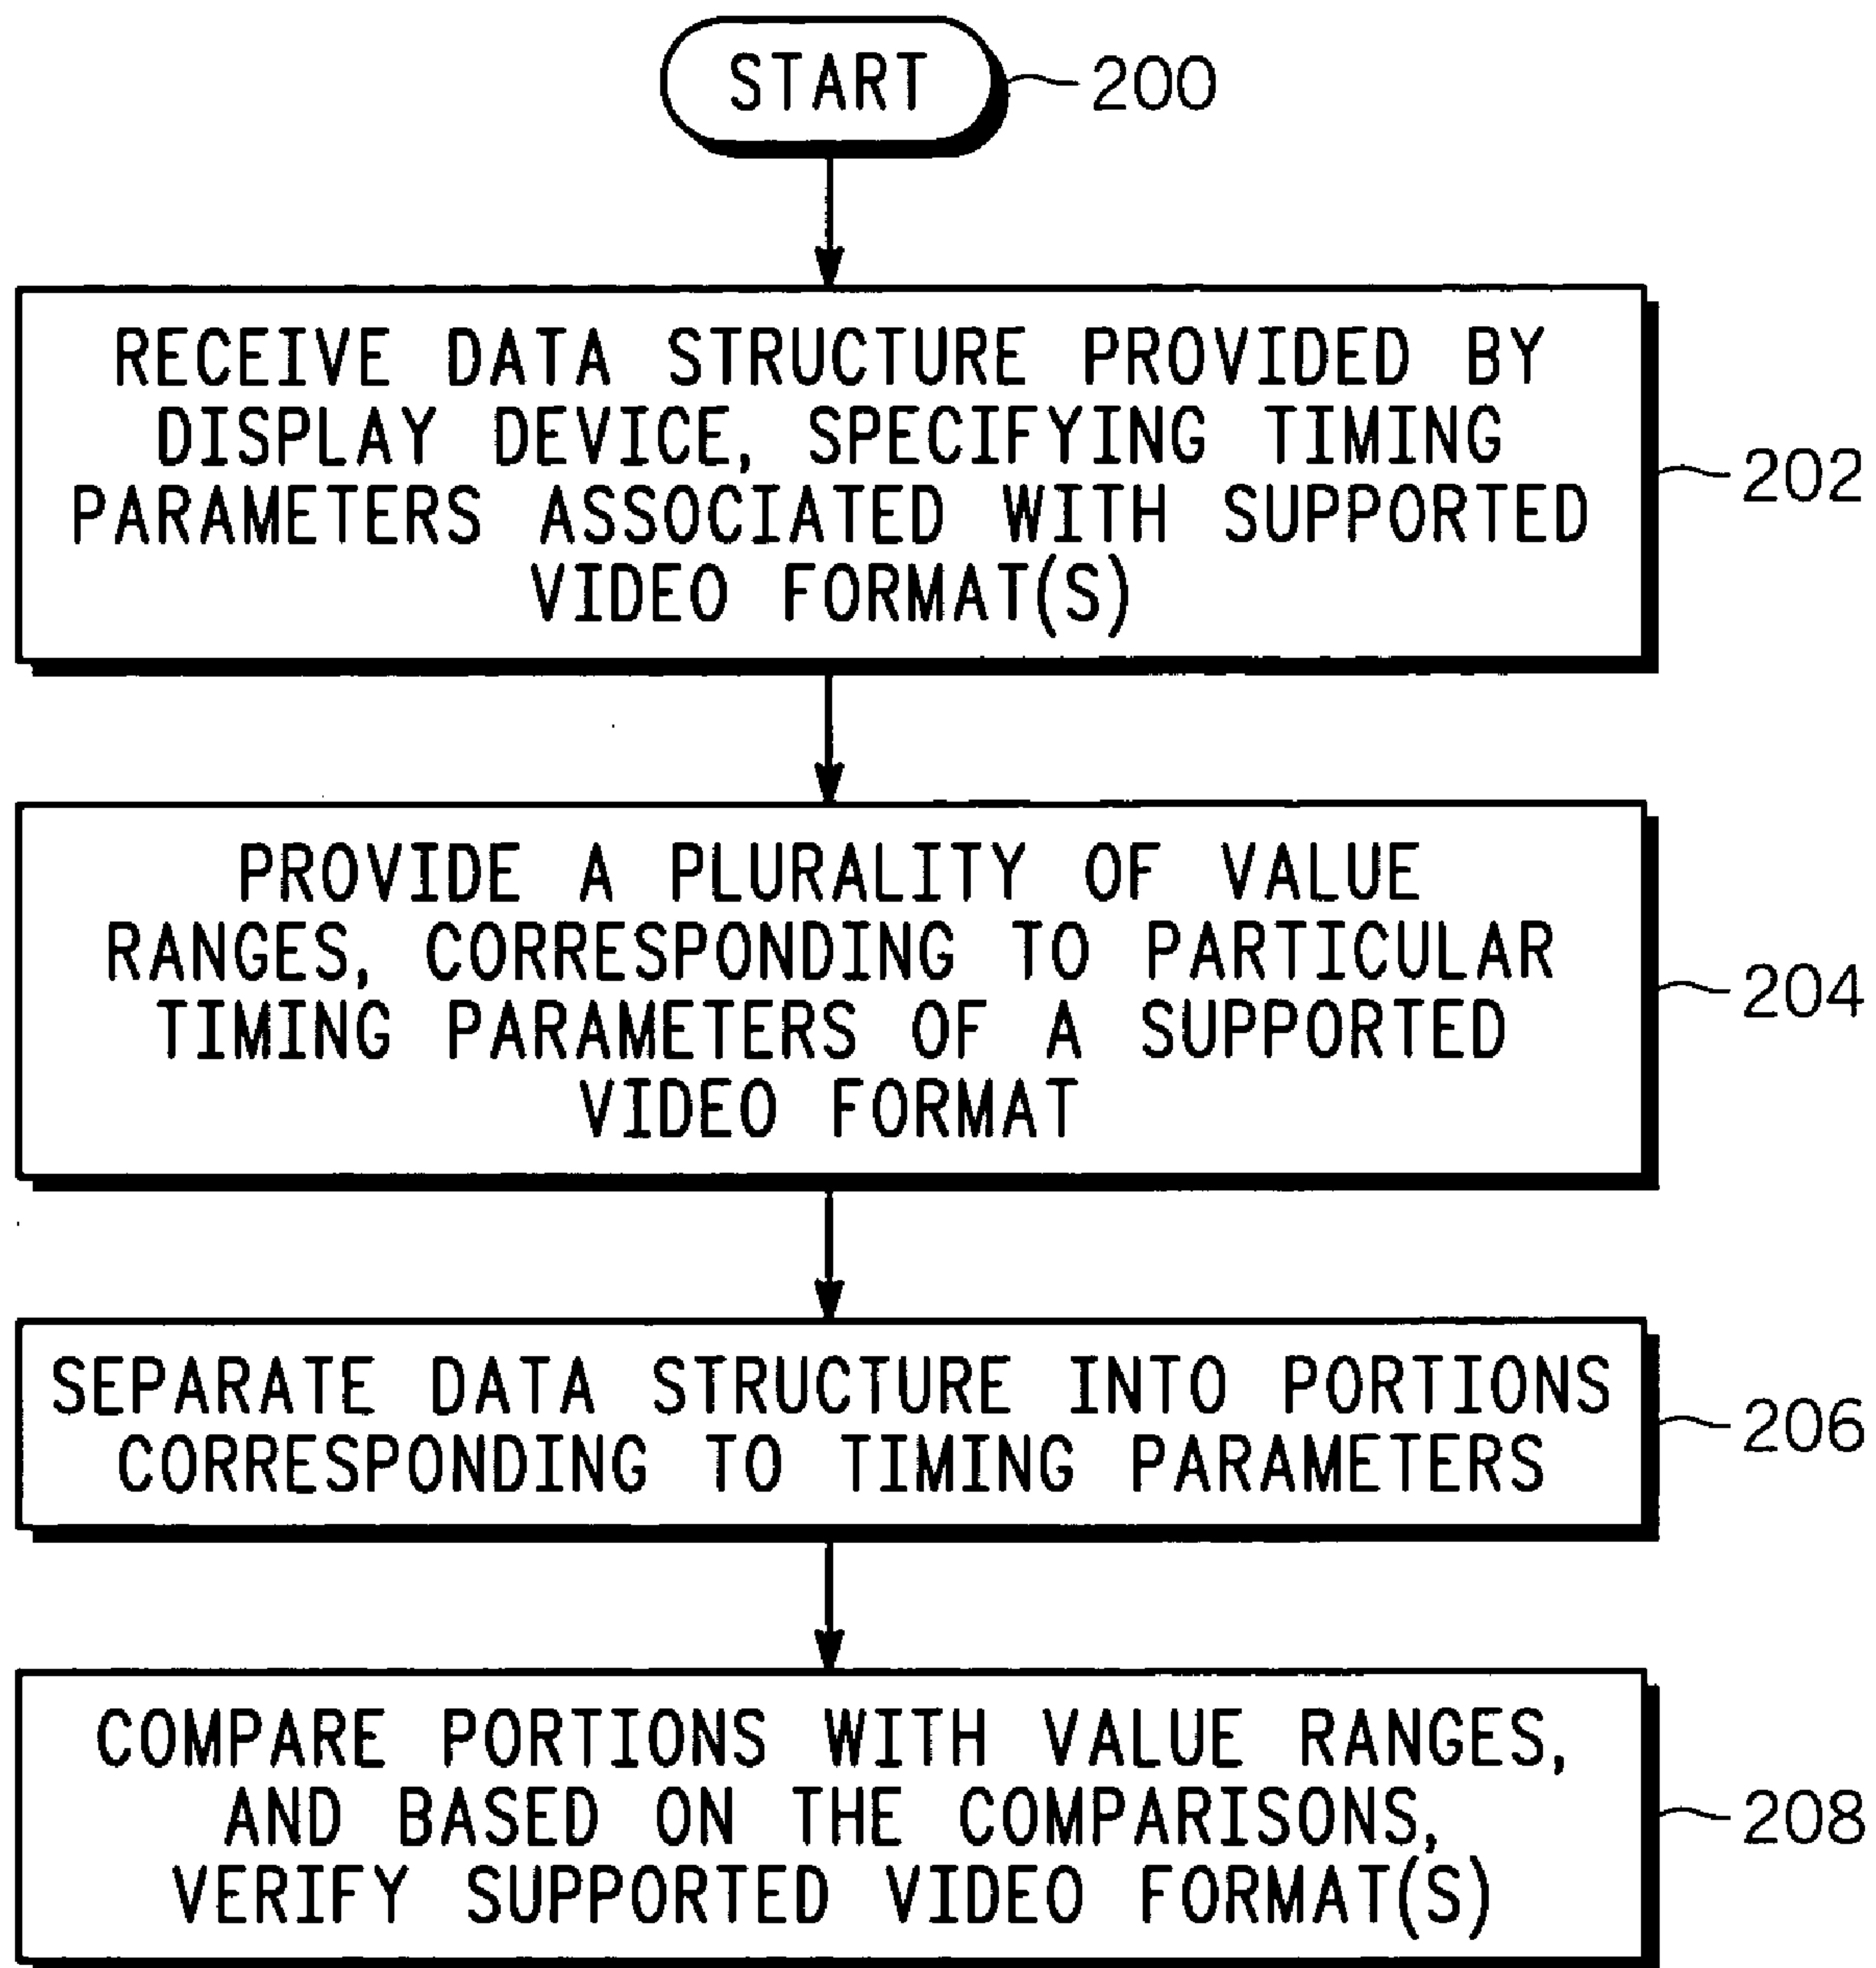 START
200
RECEIVE DATA STRUCTURE PROVIDED BY
DISPLAY DEVICE, SPECIFYING TIMING
PARAMETERS ASSOCIATED WITH SUPPORTED
VIDEO FORMAT(S)
202
PROVIDE A PLURALITY OF VALUE
RANGES, CORRESPONDING TO PARTICULAR
TIMING PARAMETERS OF A SUPPORTED
VIDEO FORMAT
204
SEPARATE DATA STRUCTURE INTO PORTIONS
CORRESPONDING TO TIMING PARAMETERS
206
COMPARE PORTIONS WITH VALUE RANGES,
AND BASED ON THE COMPARISONS,
VERIFY SUPPORTED VIDEO FORMAT(S)
208